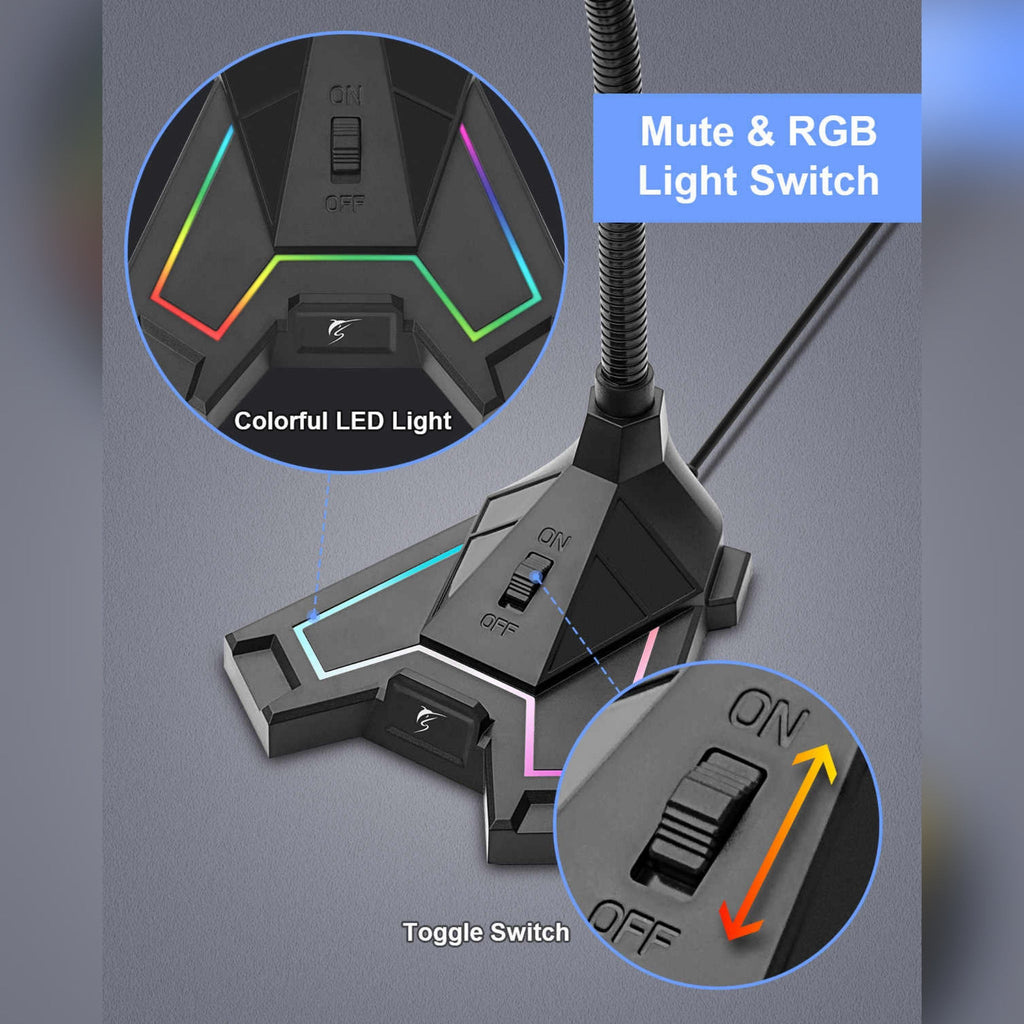 ON
OFF
Mute & RGB
Light Switch
Colorful LED Light
ON
OFF
ON
OFF
Toggle Switch